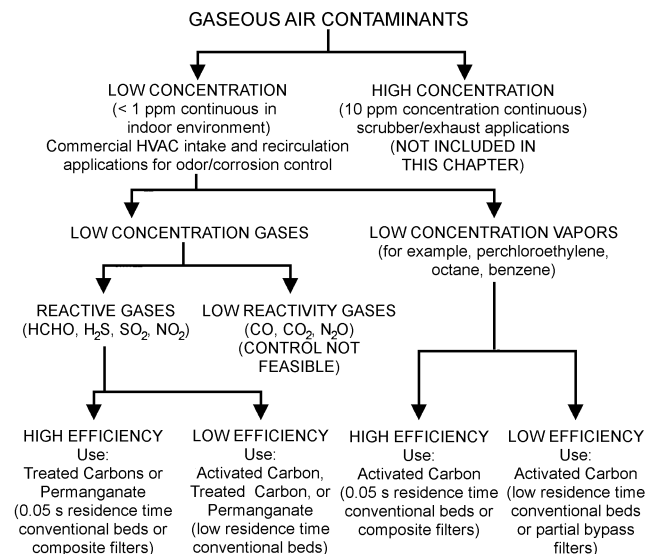 GASEOUS AIR CONTAMINANTS
LOW CONCENTRATION
(< 1 ppm continuous in
indoor environment)
Commercial HVAC intake and recirculation
applications for odor/corrosion control
HIGH CONCENTRATION
(10 ppm concentration continuous)
scrubber/exhaust applications
(NOT INCLUDED IN
THIS CHAPTER)
LOW CONCENTRATION GASES
LOW CONCENTRATION VAPORS
(for example, perchloroethylene,
octane, benzene)
REACTIVE GASES
(HCHO, H₂S, SO₂, NO₂)
LOW REACTIVITY GASES
(CO, CO₂, N₂O)
(CONTROL NOT
FEASIBLE)
HIGH EFFICIENCY
Use:
Treated Carbons or
Permanganate
(0.05 s residence time
conventional beds or
composite filters)
LOW EFFICIENCY
Use:
Activated Carbon,
Treated Carbon, or
Permanganate
(low residence time
conventional beds)
HIGH EFFICIENCY
Use:
Activated Carbon
(0.05 s residence time
conventional beds or
composite filters)
LOW EFFICIENCY
Use:
Activated Carbon
(low residence time
conventional beds
or partial bypass
filters)